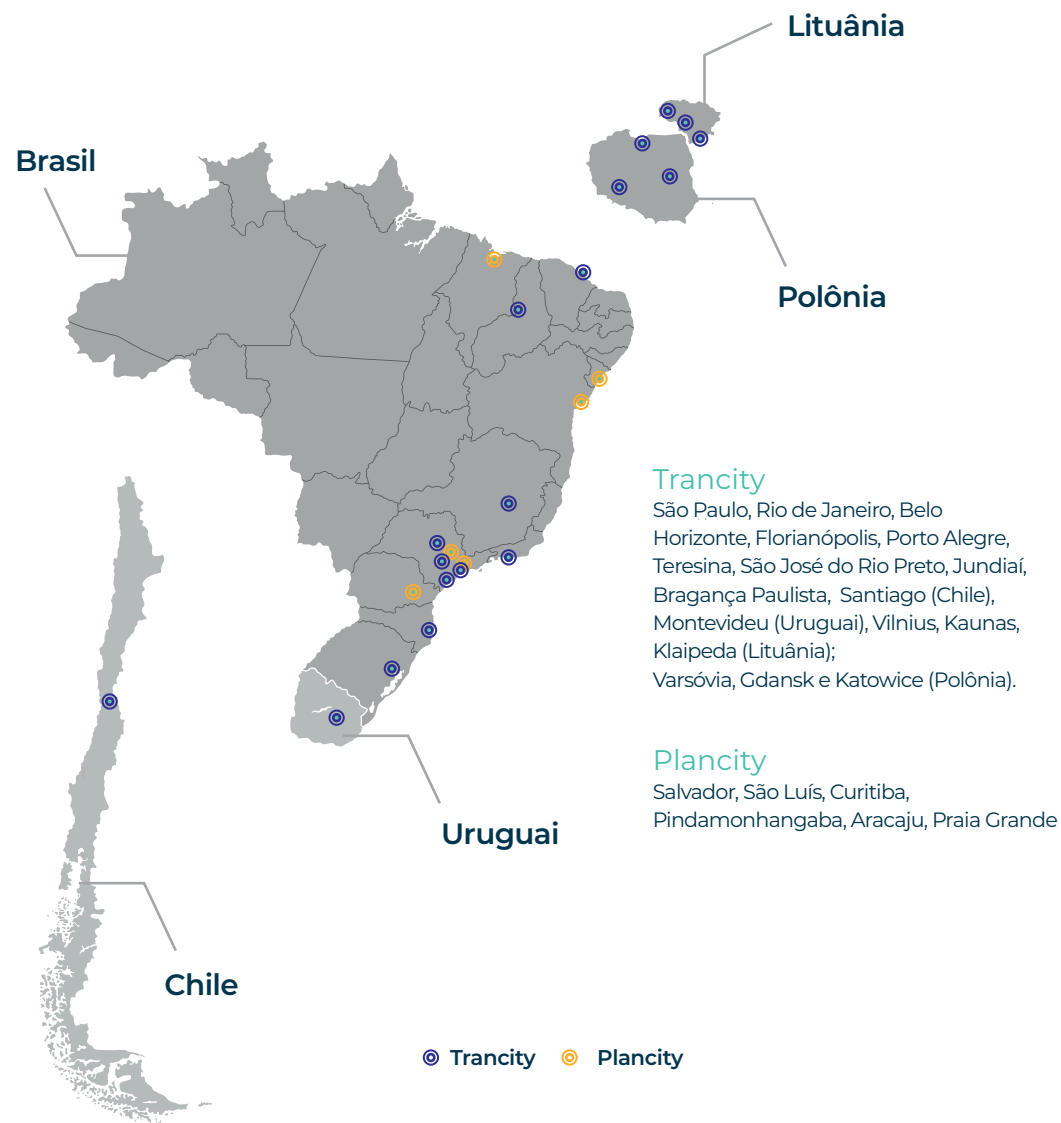 Lituânia
Brasil
Polônia
Trancity
São Paulo, Rio de Janeiro, Belo
Horizonte, Florianópolis, Porto Alegre,
Teresina, São José do Rio Preto, Jundiaí,
Bragança Paulista, Santiago (Chile),
Montevideu (Uruguai), Vilnius, Kaunas,
Klaipeda (Lituânia);
Varsóvia, Gdansk e Katowice (Polônia).
Plancity
Salvador, São Luís, Curitiba,
Pindamonhangaba, Aracaju, Praia Grande
Uruguai
Chile
Trancity Plancity